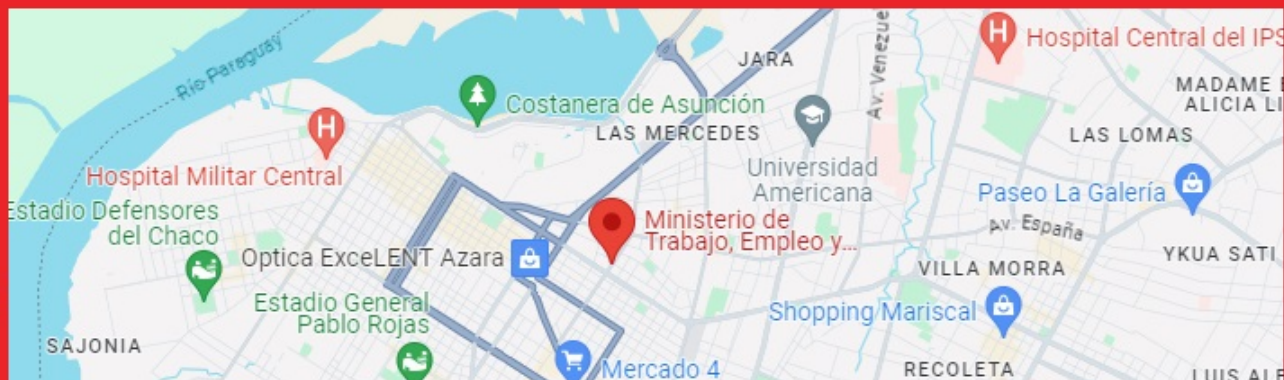 Río Paraguay
JARA
Av. Venezue
Hospital Central del IPS
MADAME
ALICIA LI
Costanera de Asunción
LAS MERCEDES
LAS LOMAS
Hospital Militar Central
Universidad
Americana
Paseo La Galería
Estadio Defensores
del Chaco
Ministerio de
Trabajo, Empleo y...
Av. España
Optica ExceLENT Azara
VILLA MORRA
YKUA SATI
Estadio General
Pablo Rojas
Shopping Mariscal
SAJONIA
Mercado 4
RECOLETA
LUIS ALB